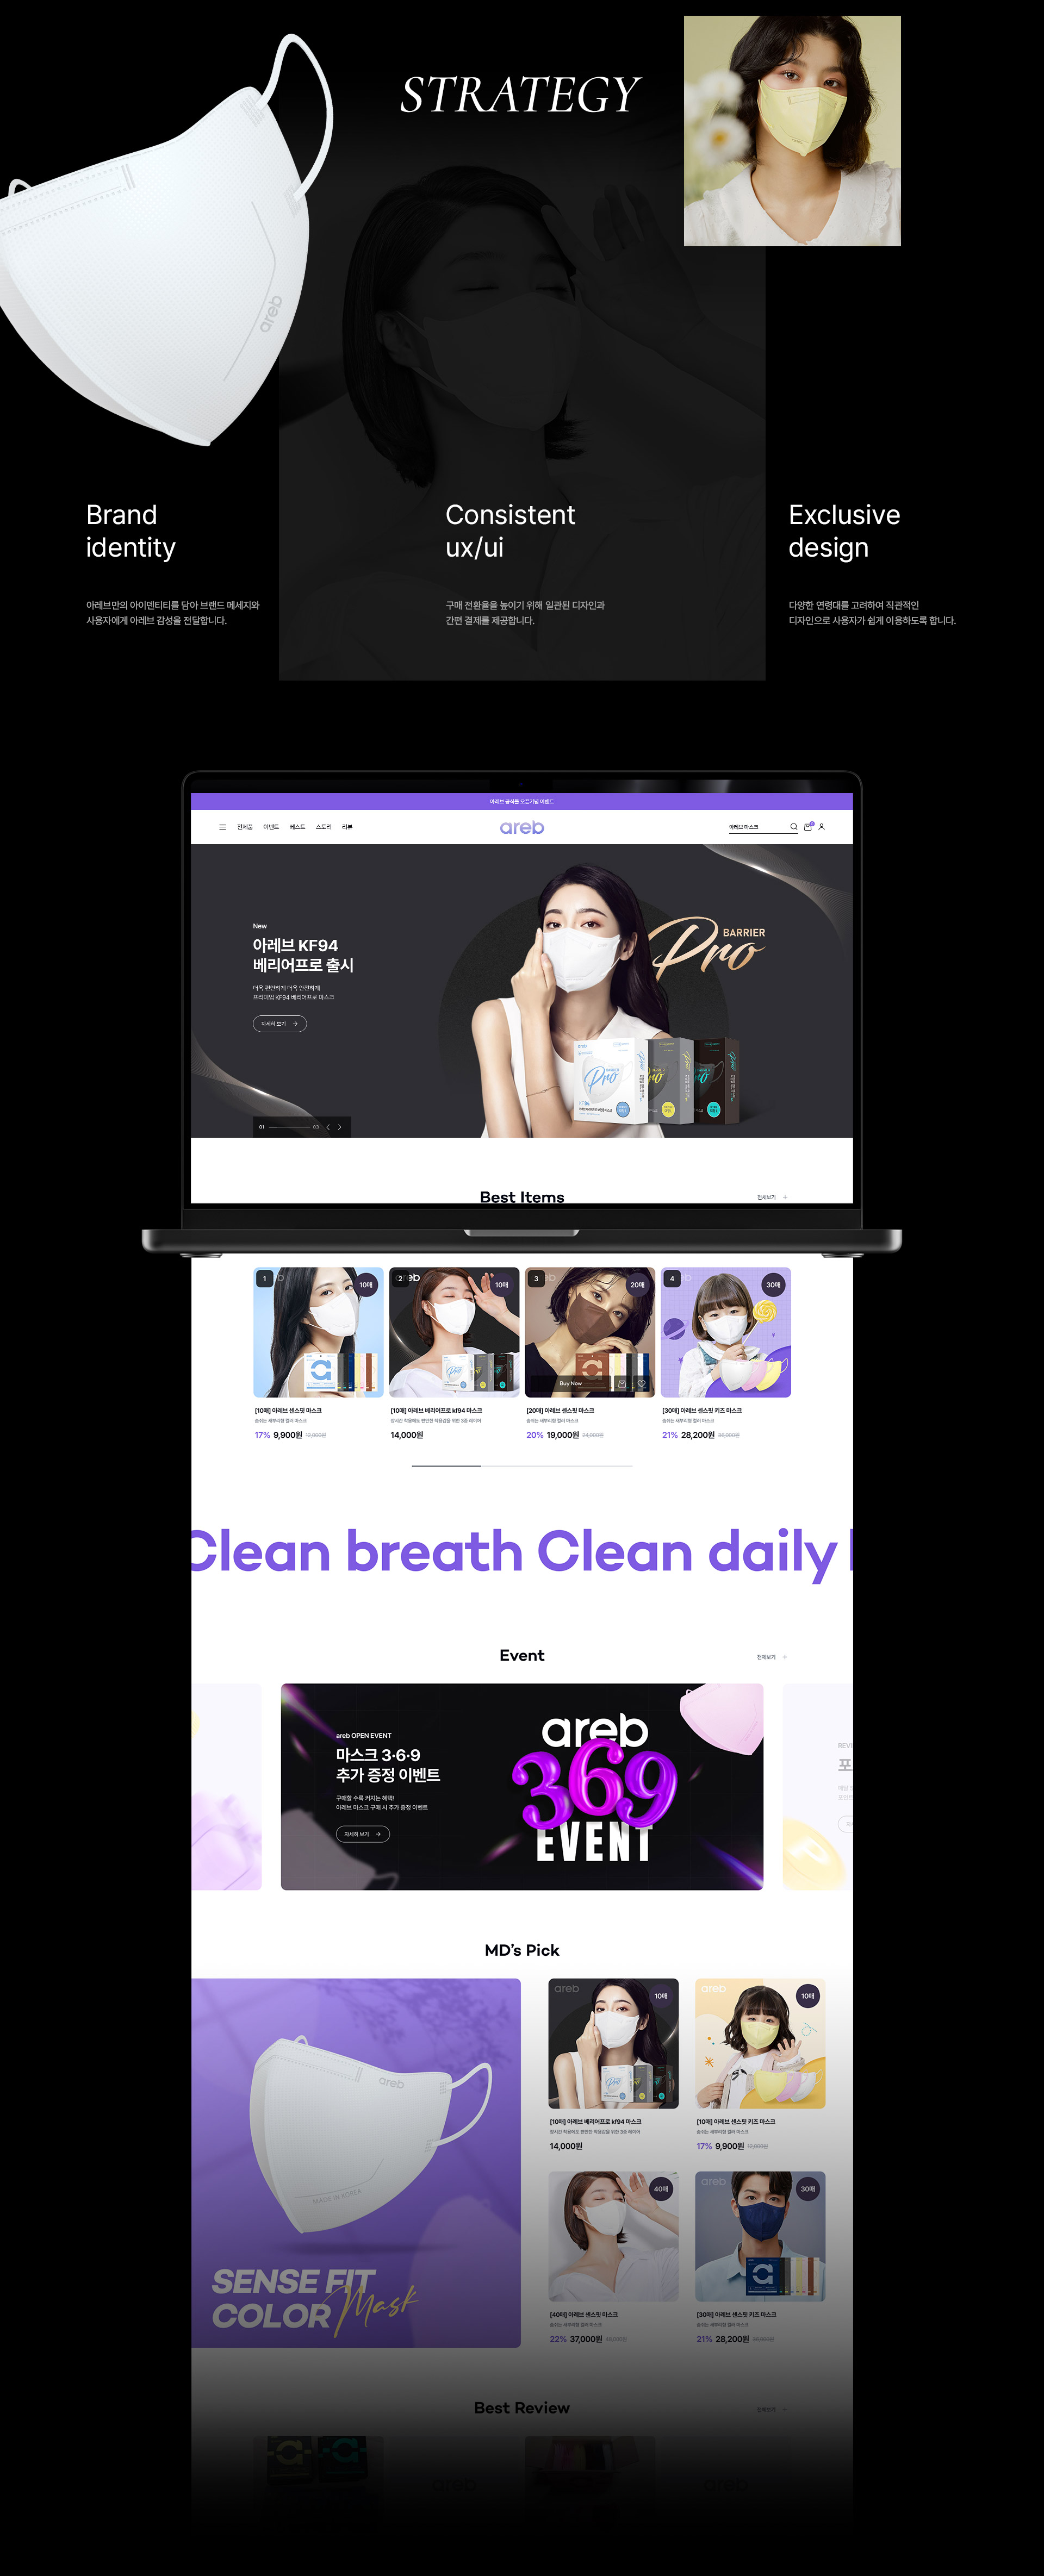 STRATEGY
areb
Brand
identity
아레브만의 아이덴티티를 담아 브랜드 메세지와
사용자에게 아레브 감성을 전달합니다.
Consistent
ux/ui
구매 전환율을 높이기 위해 일관된 디자인과
간편 결제를 제공합니다.
Exclusive
design
다양한 연령대를 고려하여 직관적인
디자인으로 사용자가 쉽게 이용하도록 합니다.
아레브 공식몰 오픈기념 이벤트
전제품 이벤트 베스트 스토리 리뷰
areb
아레브 마스크
New
아레브 KF94
베리어프로 출시
더욱 편안하게 더욱 안전하게
프리미엄 KF94 베리어프로 마스크
자세히 보기
BARRIER
Pro
01 03
Best Items
전체보기 +
1 10매
2 10매
3 20매
4 30매
Buy Now
[10매] 아레브 센스핏 마스크
숨쉬는 새부리형 컬러 마스크
17% 9,900원 12,000원
[10매] 아레브 베리어프로 kf94 마스크
장시간 착용에도 편안한 착용감을 위한 3중 레이어
14,000원
[20매] 아레브 센스핏 마스크
숨쉬는 새부리형 컬러 마스크
20% 19,000원 24,000원
[30매] 아레브 센스핏 키즈 마스크
숨쉬는 새부리형 컬러 마스크
21% 28,200원 36,000원
Clean breath Clean daily
Event
전체보기 +
areb OPEN EVENT
마스크 3·6·9
추가 증정 이벤트
구매할 수록 커지는 혜택!
아레브 마스크 구매 시 추가 증정 이벤트
자세히 보기
areb
369
EVENT
REVI
포
MD's Pick
areb
MADE IN KOREA
SENSE FIT
COLOR Mask
areb 10매
[10매] 아레브 베리어프로 kf94 마스크
장시간 착용에도 편안한 착용감을 위한 3중 레이어
14,000원
areb 10매
[10매] 아레브 센스핏 키즈 마스크
숨쉬는 새부리형 컬러 마스크
17% 9,900원 12,000원
40매
[40매] 아레브 센스핏 마스크
숨쉬는 새부리형 컬러 마스크
22% 37,000원
areb 30매
[30매] 아레브 센스핏 키즈 마스크
숨쉬는 새부리형 컬러 마스크
21% 28,200원
Best Review
전체보기